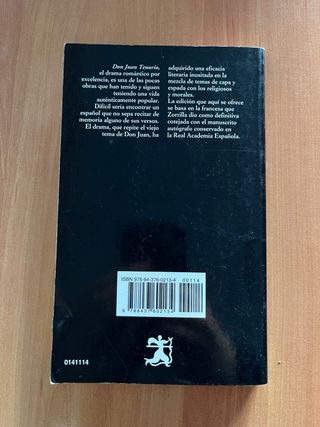 Don Juan Tenorio,
el drama romántico por
excelencia, es una de las pocas
obras que han tenido y siguen
teniendo una vida
auténticamente popular.
Difícil sería encontrar un
español que no sepa recitar de
memoria alguno de sus versos.
El drama, que repite el viejo
tema de Don Juan, ha
adquirido una eficacia
literaria inusitada en la
mezcla de temas de capa y
espada con los religiosos
y morales.
La edición que aquí se ofrece
se basa en la francesa que
Zorrilla dio como definitiva
cotejada con el manuscrito
autógrafo conservado en
la Real Academia Española.
ISBN 978-84-376-0213-4
00114
9 788437 602134
0141114